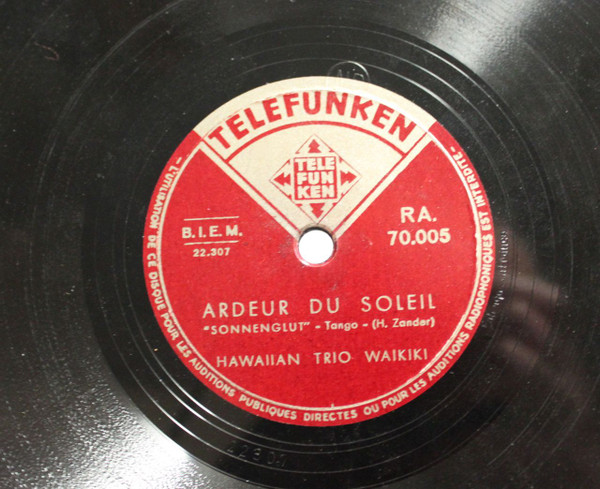 TELEFUNKEN
TELE
FUN
KEN
B.I.E.M.
22.307
RA.
70.005
ARDEUR DU SOLEIL
"SONNENGLUT" - Tango - (H. Zander)
HAWAIIAN TRIO WAIKIKI
— L'UTILISATION DE CE DISQUE POUR LES AUDITIONS PUBLIQUES DIRECTES OU POUR LES AUDITIONS RADIOPHONIQUES EST INTERDITE —